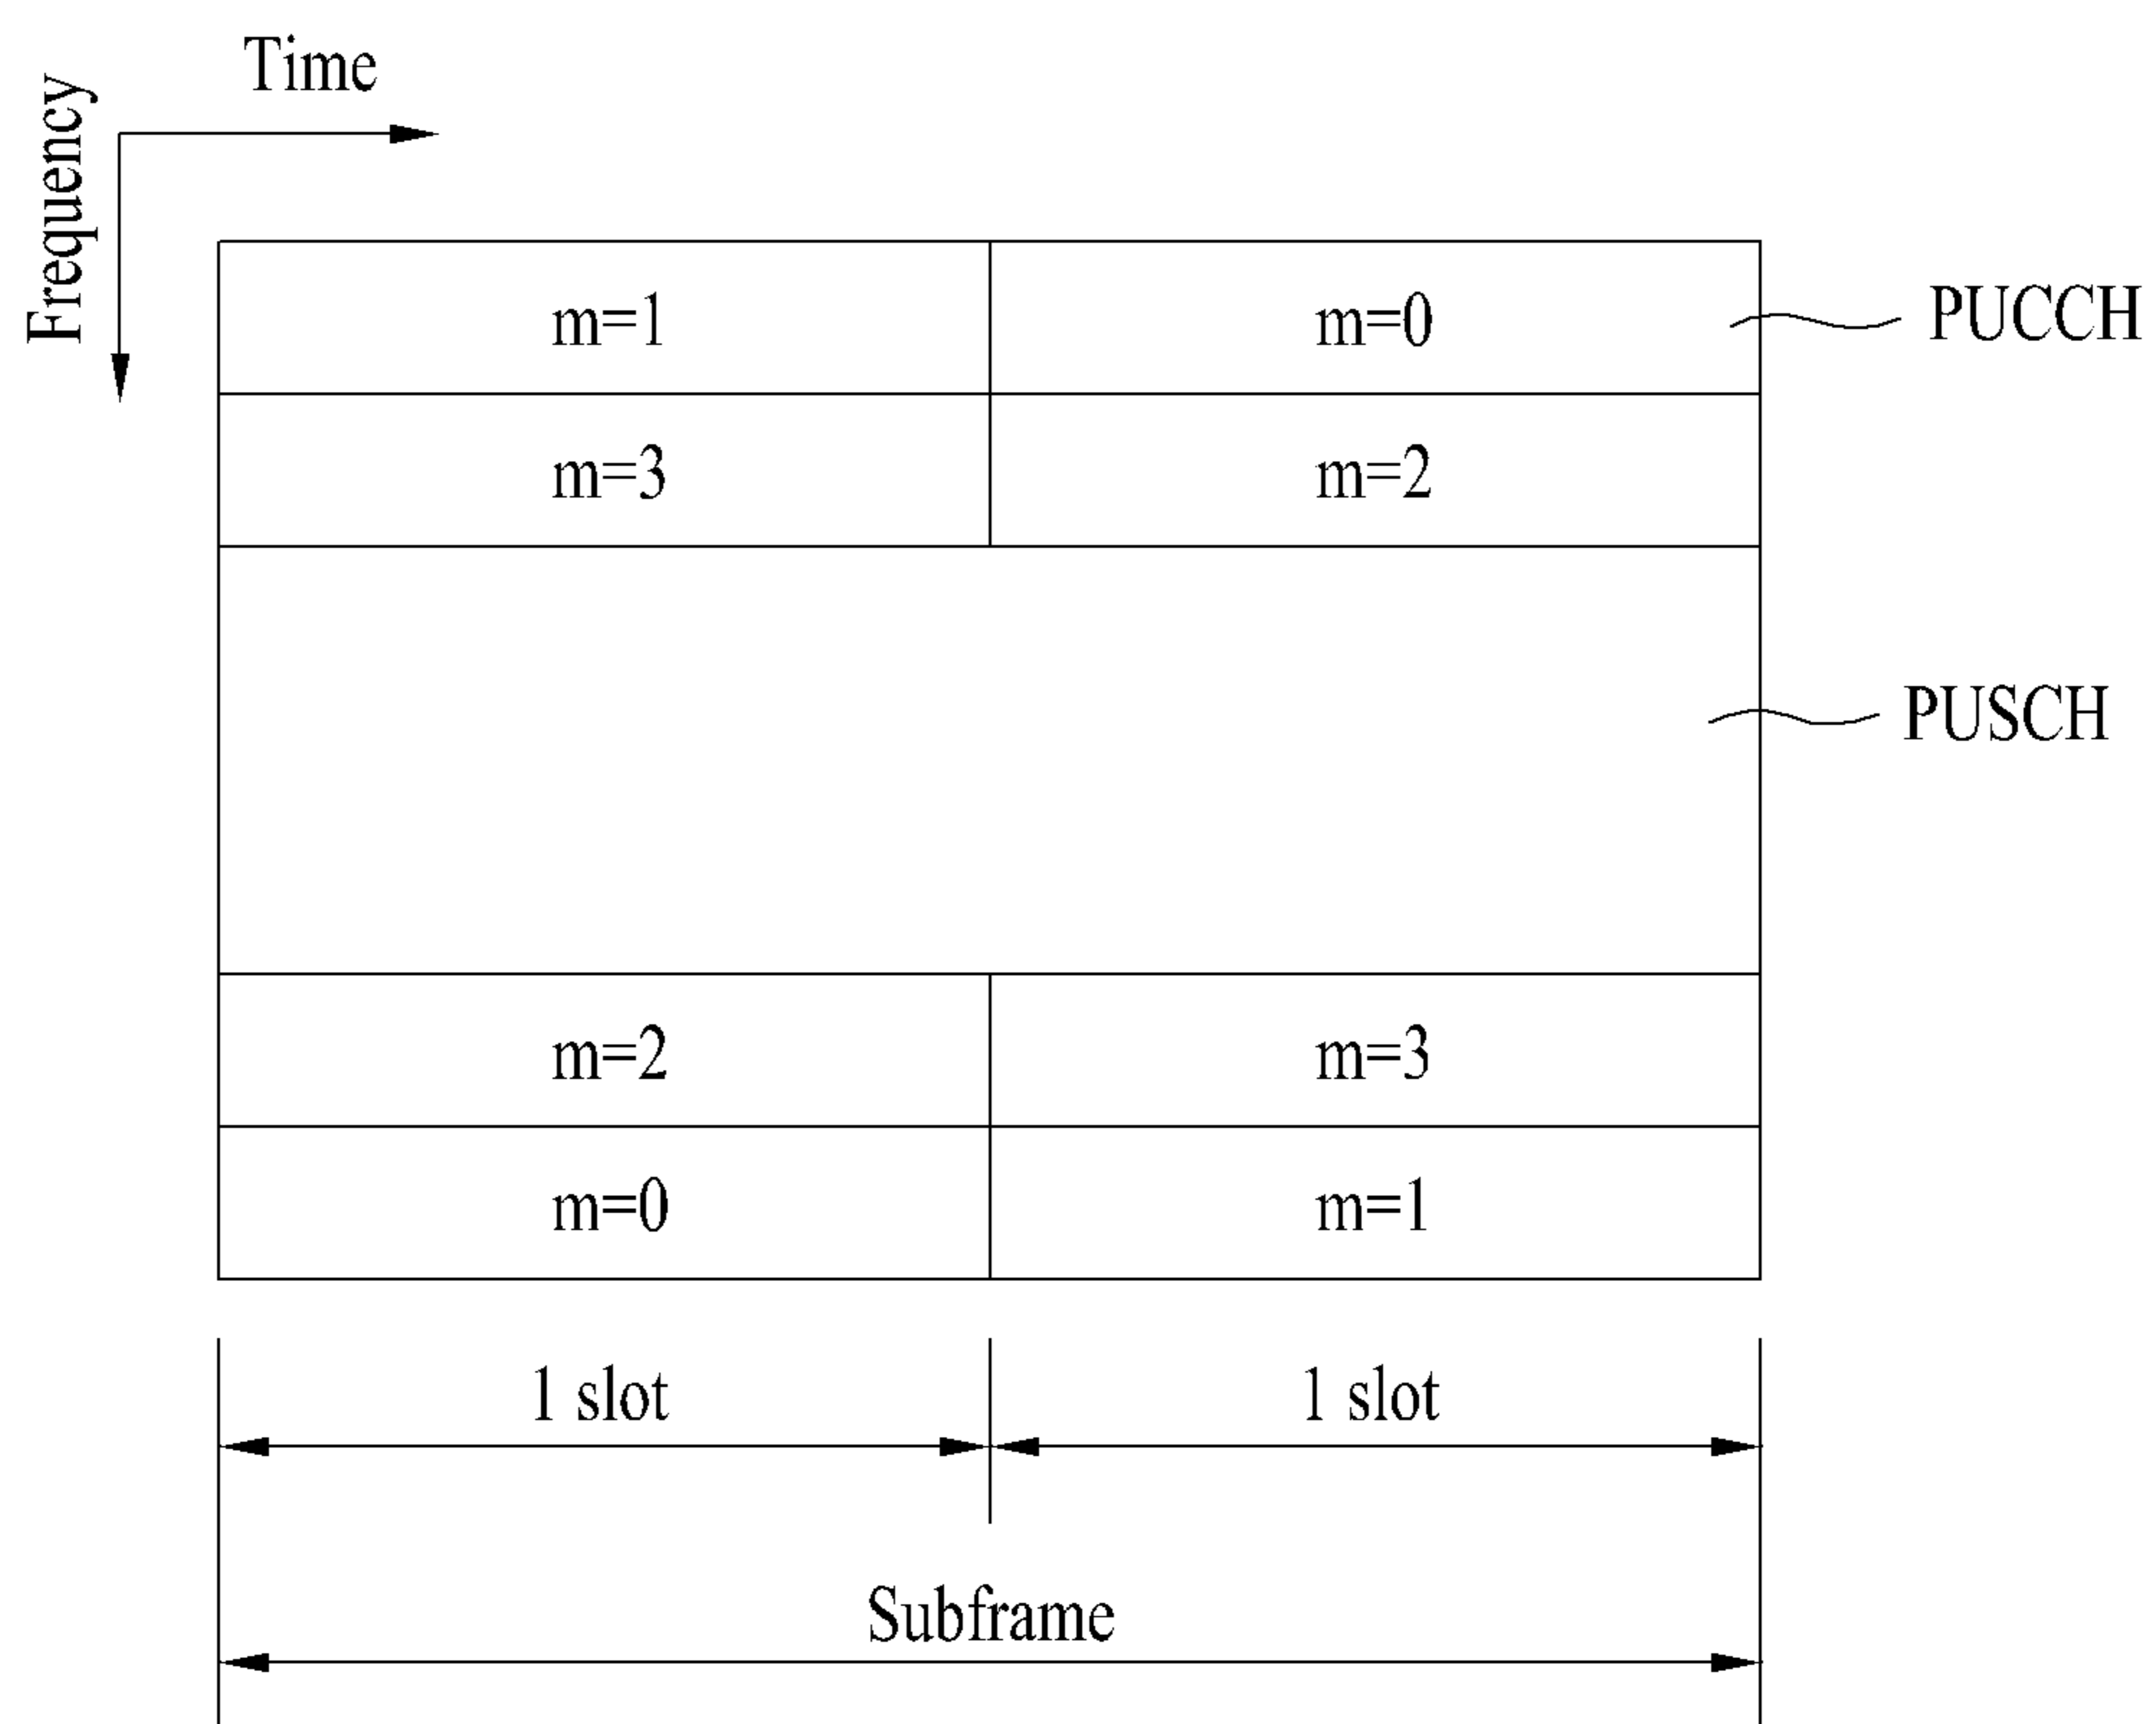 Time
Frequency
m=1 m=0 PUCCH
m=3 m=2
PUSCH
m=2 m=3
m=0 m=1
1 slot 1 slot
Subframe